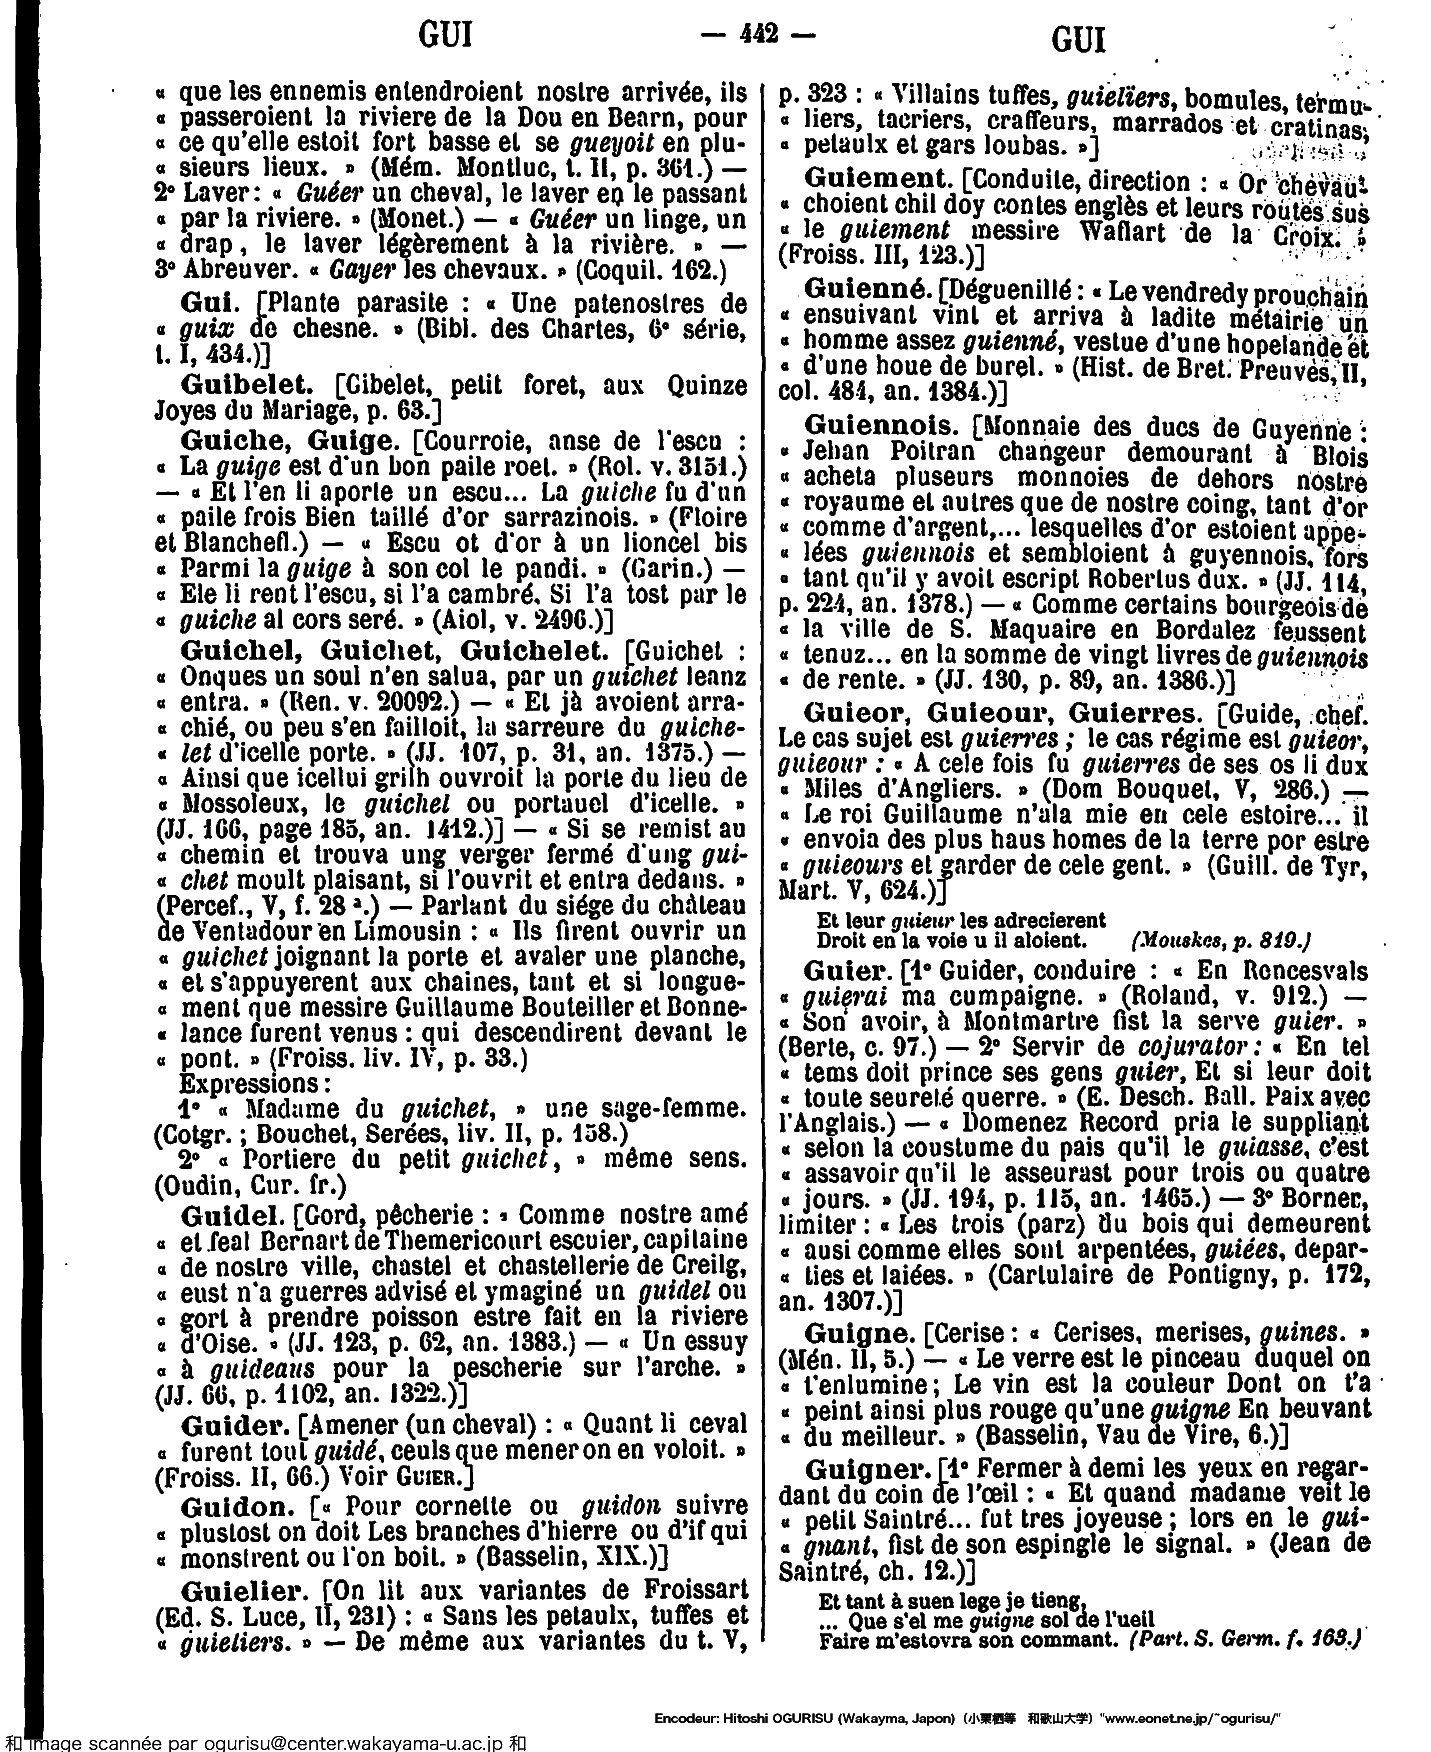 GUI — 442 — GUI
« que les ennemis entendroient nostre arrivée, ils
« passeroient la riviere de la Dou en Bearn, pour
« ce qu'elle estoit fort basse et se gueyoit en plu-
« sieurs lieux. » (Mém. Montluc, t. II, p. 361.) —
2° Laver : « Guéer un cheval, le laver en le passant
« par la riviere. » (Monet.) — « Guéer un linge, un
« drap, le laver légèrement à la rivière. » —
3° Abreuver. « Gayer les chevaux. » (Coquil. 162.)
Gui. [Plante parasite : « Une patenostres de
« guix de chesne. » (Bibl. des Chartes, 6e série,
t. I, 434.)]
Guibelet. [Gibelet, petit foret, aux Quinze
Joyes du Mariage, p. 63.]
Guiche, Guige. [Courroie, anse de l'escu :
« La guige est d'un bon paile roet. » (Rol. v. 3151.)
— « Et l'en li aporte un escu... La guiche fu d'un
« paile frois Bien taillé d'or sarrazinois. » (Floire
et Blanchefl.) — « Escu ot d'or à un lioncel bis
« Parmi la guige à son col le pandi. » (Garin.) —
« Ele li rent l'escu, si l'a cambré, Si l'a tost par le
« guiche al cors seré. » (Aiol, v. 2496.)]
Guichel, Guichet, Guichelet. [Guichet :
« Onques un soul n'en salua, par un guichet leanz
« entra. » (Ren. v. 20092.) — « Et jà avoient arra-
« chié, ou peu s'en failloit, la sarreure du guiche-
« let d'icelle porte. » (JJ. 107, p. 31, an. 1375.) —
« Ainsi que icellui grilh ouvroit la porte du lieu de
« Mossoleux, le guichel ou portauel d'icelle. »
(JJ. 166, page 185, an. 1412.)] — « Si se remist au
« chemin et trouva ung verger fermé d'ung gui-
« chet moult plaisant, si l'ouvrit et entra dedans. »
(Percef., V, f. 28 a.) — Parlant du siége du château
de Ventadour en Limousin : « Ils firent ouvrir un
« guichet joignant la porte et avaler une planche,
« et s'appuyerent aux chaines, tant et si longue-
« ment que messire Guillaume Bouteiller et Bonne-
« lance furent venus : qui descendirent devant le
« pont. » (Froiss. liv. IV, p. 33.)
Expressions :
1° « Madame du guichet, » une sage-femme.
(Cotgr. ; Bouchet, Serées, liv. II, p. 158.)
2° « Portiere du petit guichet, » même sens.
(Oudin, Cur. fr.)
Guidel. [Gord, pêcherie : « Comme nostre amé
« et feal Bernart de Themericourt escuier, capitaine
« de nostre ville, chastel et chastellerie de Creilg,
« eust n'a guerres advisé et ymaginé un guidel ou
« gort à prendre poisson estre fait en la riviere
« d'Oise. » (JJ. 123, p. 62, an. 1383.) — « Un essuy
« à guideaus pour la pescherie sur l'arche. »
(JJ. 66, p. 1102, an. 1322.)]
Guider. [Amener (un cheval) : « Quant li ceval
« furent tout guidé, ceuls que mener on en voloit. »
(Froiss. II, 66.) Voir GUIER.]
Guidon. [« Pour cornette ou guidon suivre
« plustost on doit Les branches d'hierre ou d'if qui
« monstrent ou l'on boit. » (Basselin, XIX.)]
Guielier. [On lit aux variantes de Froissart
(Ed. S. Luce, II, 231) : « Sans les petaulx, tuffes et
« guieliers. » — De même aux variantes du t. V,
p. 323 : « Villains tuffes, guieliers, bomules, termu-
« liers, tacriers, craffeurs, marrados et cratinas,
« petaulx et gars loubas. »]
Guiement. [Conduite, direction : « Or chevau-
« choient chil doy contes englès et leurs routes sus
« le guiement messire Waflart de la Croix. »
(Froiss. III, 123.)]
Guienné. [Déguenillé : « Le vendredy prouchain
« ensuivant vint et arriva à ladite métairie un
« homme assez guienné, vestue d'une hopelande et
« d'une houe de burel. » (Hist. de Bret. Preuves, II,
col. 484, an. 1384.)]
Guiennois. [Monnaie des ducs de Guyenne :
« Jehan Poitran changeur demourant à Blois
« acheta pluseurs monnoies de dehors nostre
« royaume et autres que de nostre coing, tant d'or
« comme d'argent,... lesquelles d'or estoient appe-
« lées guiennois et sembloient à guyennois, fors
« tant qu'il y avoit escript Robertus dux. » (JJ. 114,
p. 224, an. 1378.) — « Comme certains bourgeois de
« la ville de S. Maquaire en Bordalez feussent
« tenuz... en la somme de vingt livres de guiennois
« de rente. » (JJ. 130, p. 89, an. 1386.)]
Guieor, Guieour, Guierres. [Guide, chef.
Le cas sujet est guierres ; le cas régime est guieor,
guieour : « A cele fois fu guierres de ses os li dux
« Miles d'Angliers. » (Dom Bouquet, V, 286.) —
« Le roi Guillaume n'ala mie en cele estoire... il
« envoia des plus haus homes de la terre por estre
« guieours et garder de cele gent. » (Guill. de Tyr,
Mart. V, 624.)]
Et leur guieur les adrecierent
Droit en la voie u il aloient. (Mouskes, p. 819.)
Guier. [1° Guider, conduire : « En Roncesvals
« guierai ma cumpaigne. » (Roland, v. 912.) —
« Son avoir, à Montmartre fist la serve guier. »
(Berte, c. 97.) — 2° Servir de cojurator : « En tel
« tems doit prince ses gens guier, Et si leur doit
« toute seureté querre. » (E. Desch. Ball. Paix avec
l'Anglais.) — « Domenez Record pria le suppliant
« selon la coustume du pais qu'il le guiasse, c'est
« assavoir qu'il le asseurast pour trois ou quatre
« jours. » (JJ. 194, p. 115, an. 1465.) — 3° Borner,
limiter : « Les trois (parz) du bois qui demeurent
« ausi comme elles sont arpentées, guiées, depar-
« ties et laiées. » (Cartulaire de Pontigny, p. 172,
an. 1307.)]
Guigne. [Cerise : « Cerises, merises, guines. »
(Mén. II, 5.) — « Le verre est le pinceau duquel on
« t'enlumine ; Le vin est la couleur Dont on t'a
« peint ainsi plus rouge qu'une guigne En beuvant
« du meilleur. » (Basselin, Vau de Vire, 6.)]
Guigner. [1° Fermer à demi les yeux en regar-
dant du coin de l'œil : « Et quand madame veit le
« petit Saintré... fut tres joyeuse ; lors en le gui-
« gnant, fist de son espingle le signal. » (Jean de
Saintré, ch. 12.)]
Et tant à suen lege je tieng,
... Que s'el me guigne sol de l'ueil
Faire m'estovra son commant. (Part. S. Germ. f. 163.)
Encodeur: Hitoshi OGURISU (Wakayma, Japon) (小栗栖等 和歌山大学) "www.eonet.ne.jp/~ogurisu/"
和 Image scannée par ogurisu@center.wakayama-u.ac.jp 和